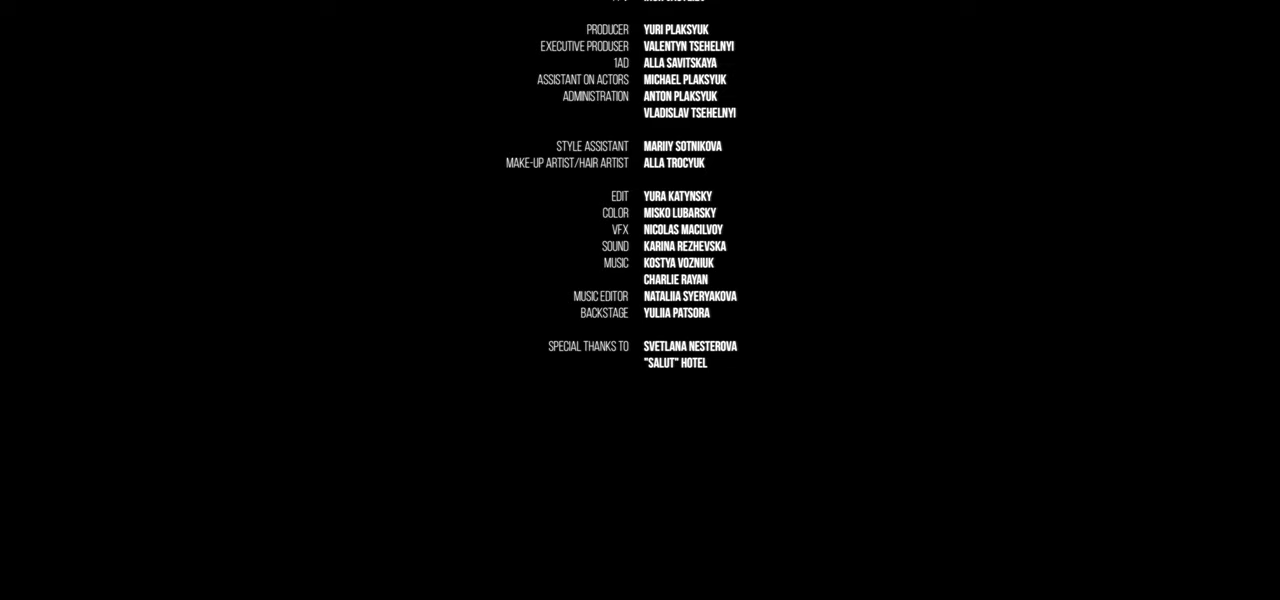 PRODUCER YURI PLAKSYUK
EXECUTIVE PRODUSER VALENTYN TSEHELNYI
1AD ALLA SAVITSKAYA
ASSISTANT ON ACTORS MICHAEL PLAKSYUK
ADMINISTRATION ANTON PLAKSYUK
VLADISLAV TSEHELNYI
STYLE ASSISTANT MARIIY SOTNIKOVA
MAKE-UP ARTIST/HAIR ARTIST ALLA TROCYUK
EDIT YURA KATYNSKY
COLOR MISKO LUBARSKY
VFX NICOLAS MACILVOY
SOUND KARINA REZHEVSKA
MUSIC KOSTYA VOZNIUK
CHARLIE RAYAN
MUSIC EDITOR NATALIIA SYERYAKOVA
BACKSTAGE YULIIA PATSORA
SPECIAL THANKS TO SVETLANA NESTEROVA
"SALUT" HOTEL